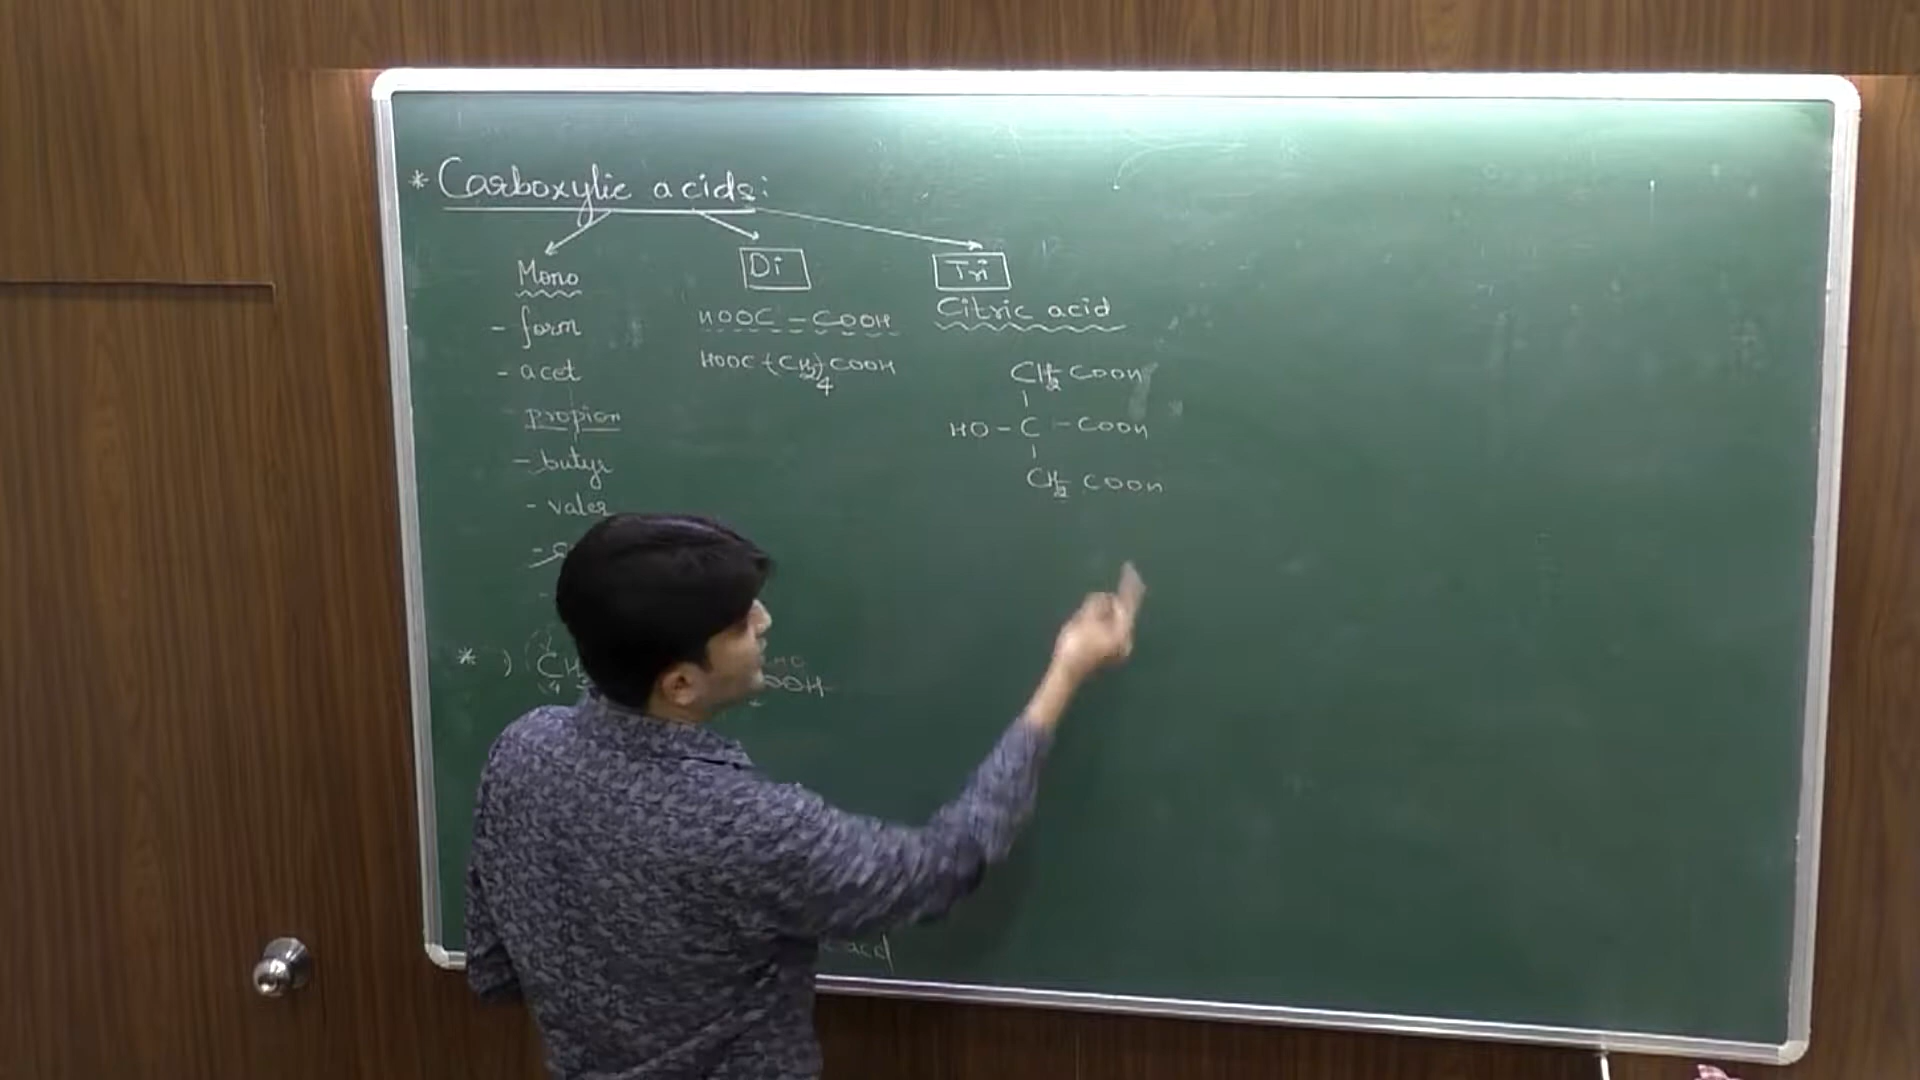 * Carboxylic acids:
Mono
Di
Tri
- form
- acet
- propion
- butyr
- valer
HOOC - COOH
HOOC-(CH2)4 COOH
Citric acid
CH2 COOH
HO - C - COOH
CH2 COOH
* ) CH
COOH
acid